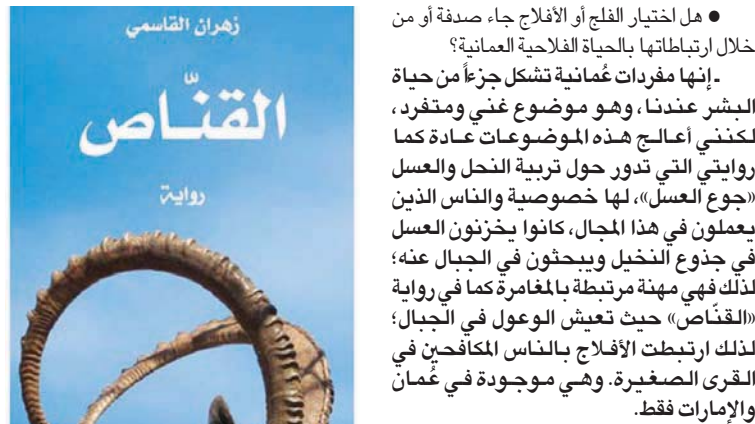 ● هل اختيار الفلج أو الأفلاج جاء صدفة أو من
خلال ارتباطاتها بالحياة الفلاحية العمانية؟
ـ إنها مفردات عُمانية تشكل جزءاً من حياة
البشر عندنا، وهو موضوع غني ومتفرد،
لكنني أعالج هذه الموضوعات عادة كما
روايتي التي تدور حول تربية النحل والعسل
«جوع العسل»، لها خصوصية والناس الذين
يعملون في هذا المجال، كانوا يخزنون العسل
في جذوع النخيل ويبحثون في الجبال عنه؛
لذلك فهي مهنة مرتبطة بالمغامرة كما في رواية
«القنّاص» حيث تعيش الوعول في الجبال؛
لذلك ارتبطت الأفلاج بالناس المكافحين في
القرى الصغيرة. وهي موجودة في عُمان
والإمارات فقط.
زهران القاسمي
القنّاص
رواية